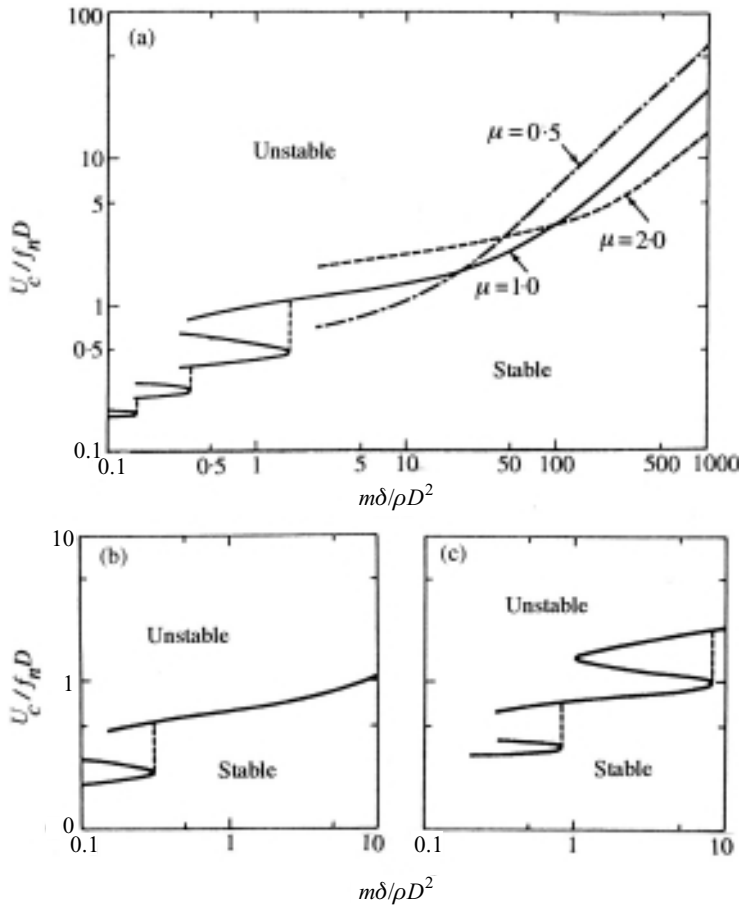 100
(a)
μ = 0·5
Unstable
10
5
μ = 2·0
μ = 1·0
1
0·5
Stable
0.1
0.1 0·5 1 5 10 50 100 500 1000
U_c / f_n D
mδ/ρD²
10
(b)
(c)
Unstable
Unstable
1
Stable
Stable
0
0.1 1 10
0.1 1 10
U_c / f_n D
mδ/ρD²